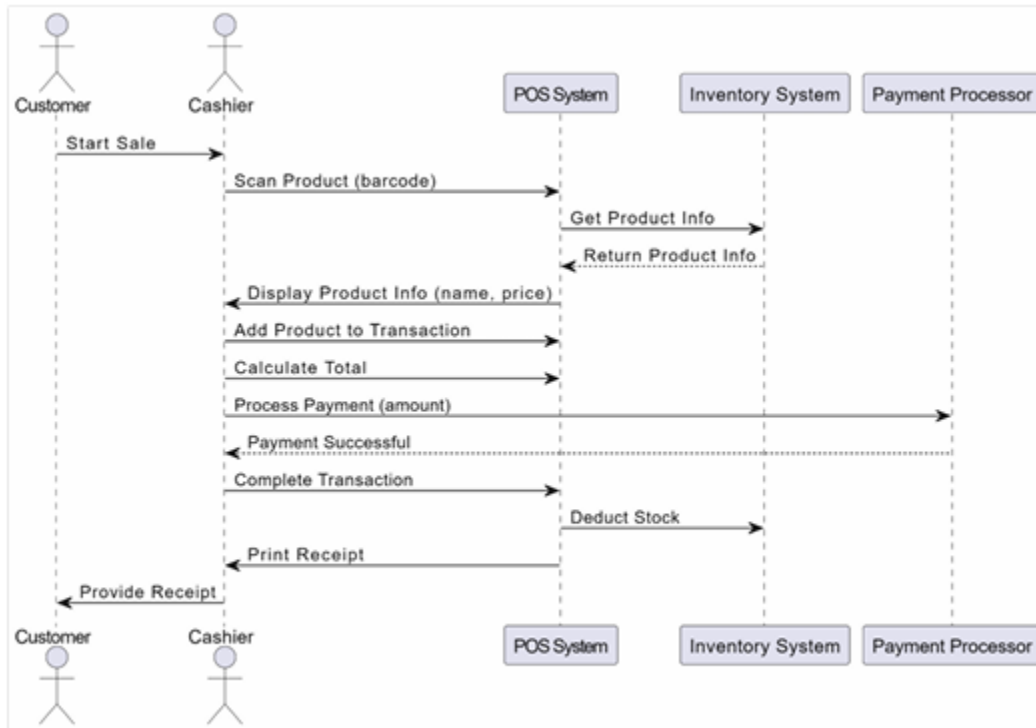 Customer
Cashier
POS System
Inventory System
Payment Processor
Start Sale
Scan Product (barcode)
Get Product Info
Return Product Info
Display Product Info (name, price)
Add Product to Transaction
Calculate Total
Process Payment (amount)
Payment Successful
Complete Transaction
Deduct Stock
Print Receipt
Provide Receipt
Customer
Cashier
POS System
Inventory System
Payment Processor